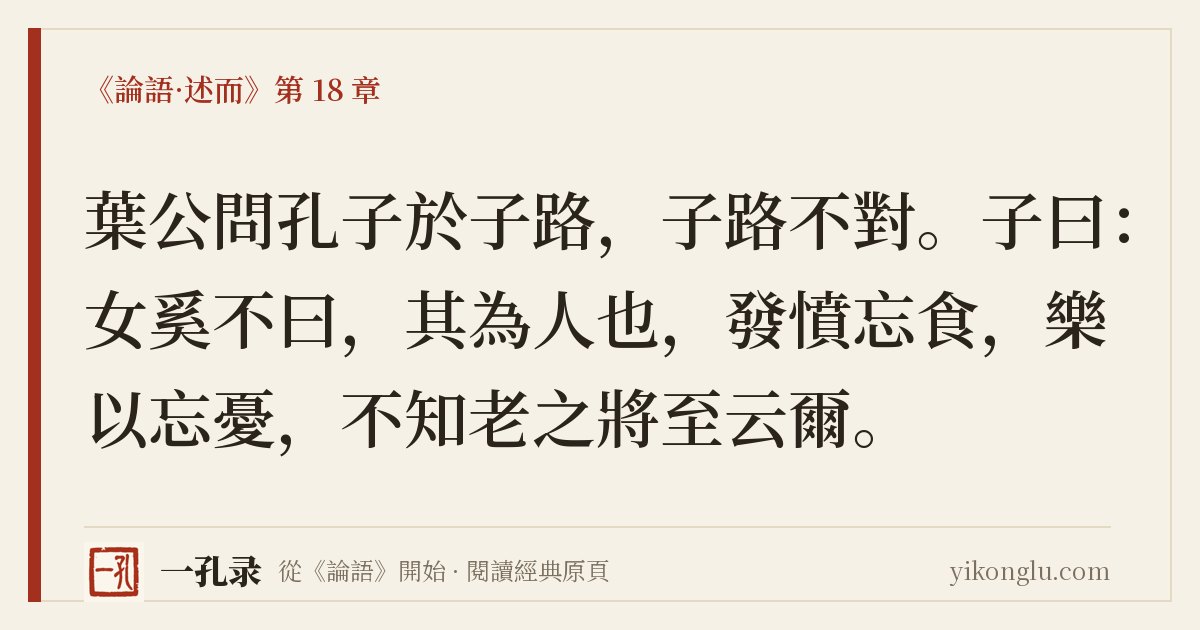 《論語·述而》第 18 章
葉公問孔子於子路，子路不對。子曰：
女奚不曰，其為人也，發憤忘食，樂
以忘憂，不知老之將至云爾。
一孔
一孔录 從《論語》開始 · 閱讀經典原頁
yikonglu.com